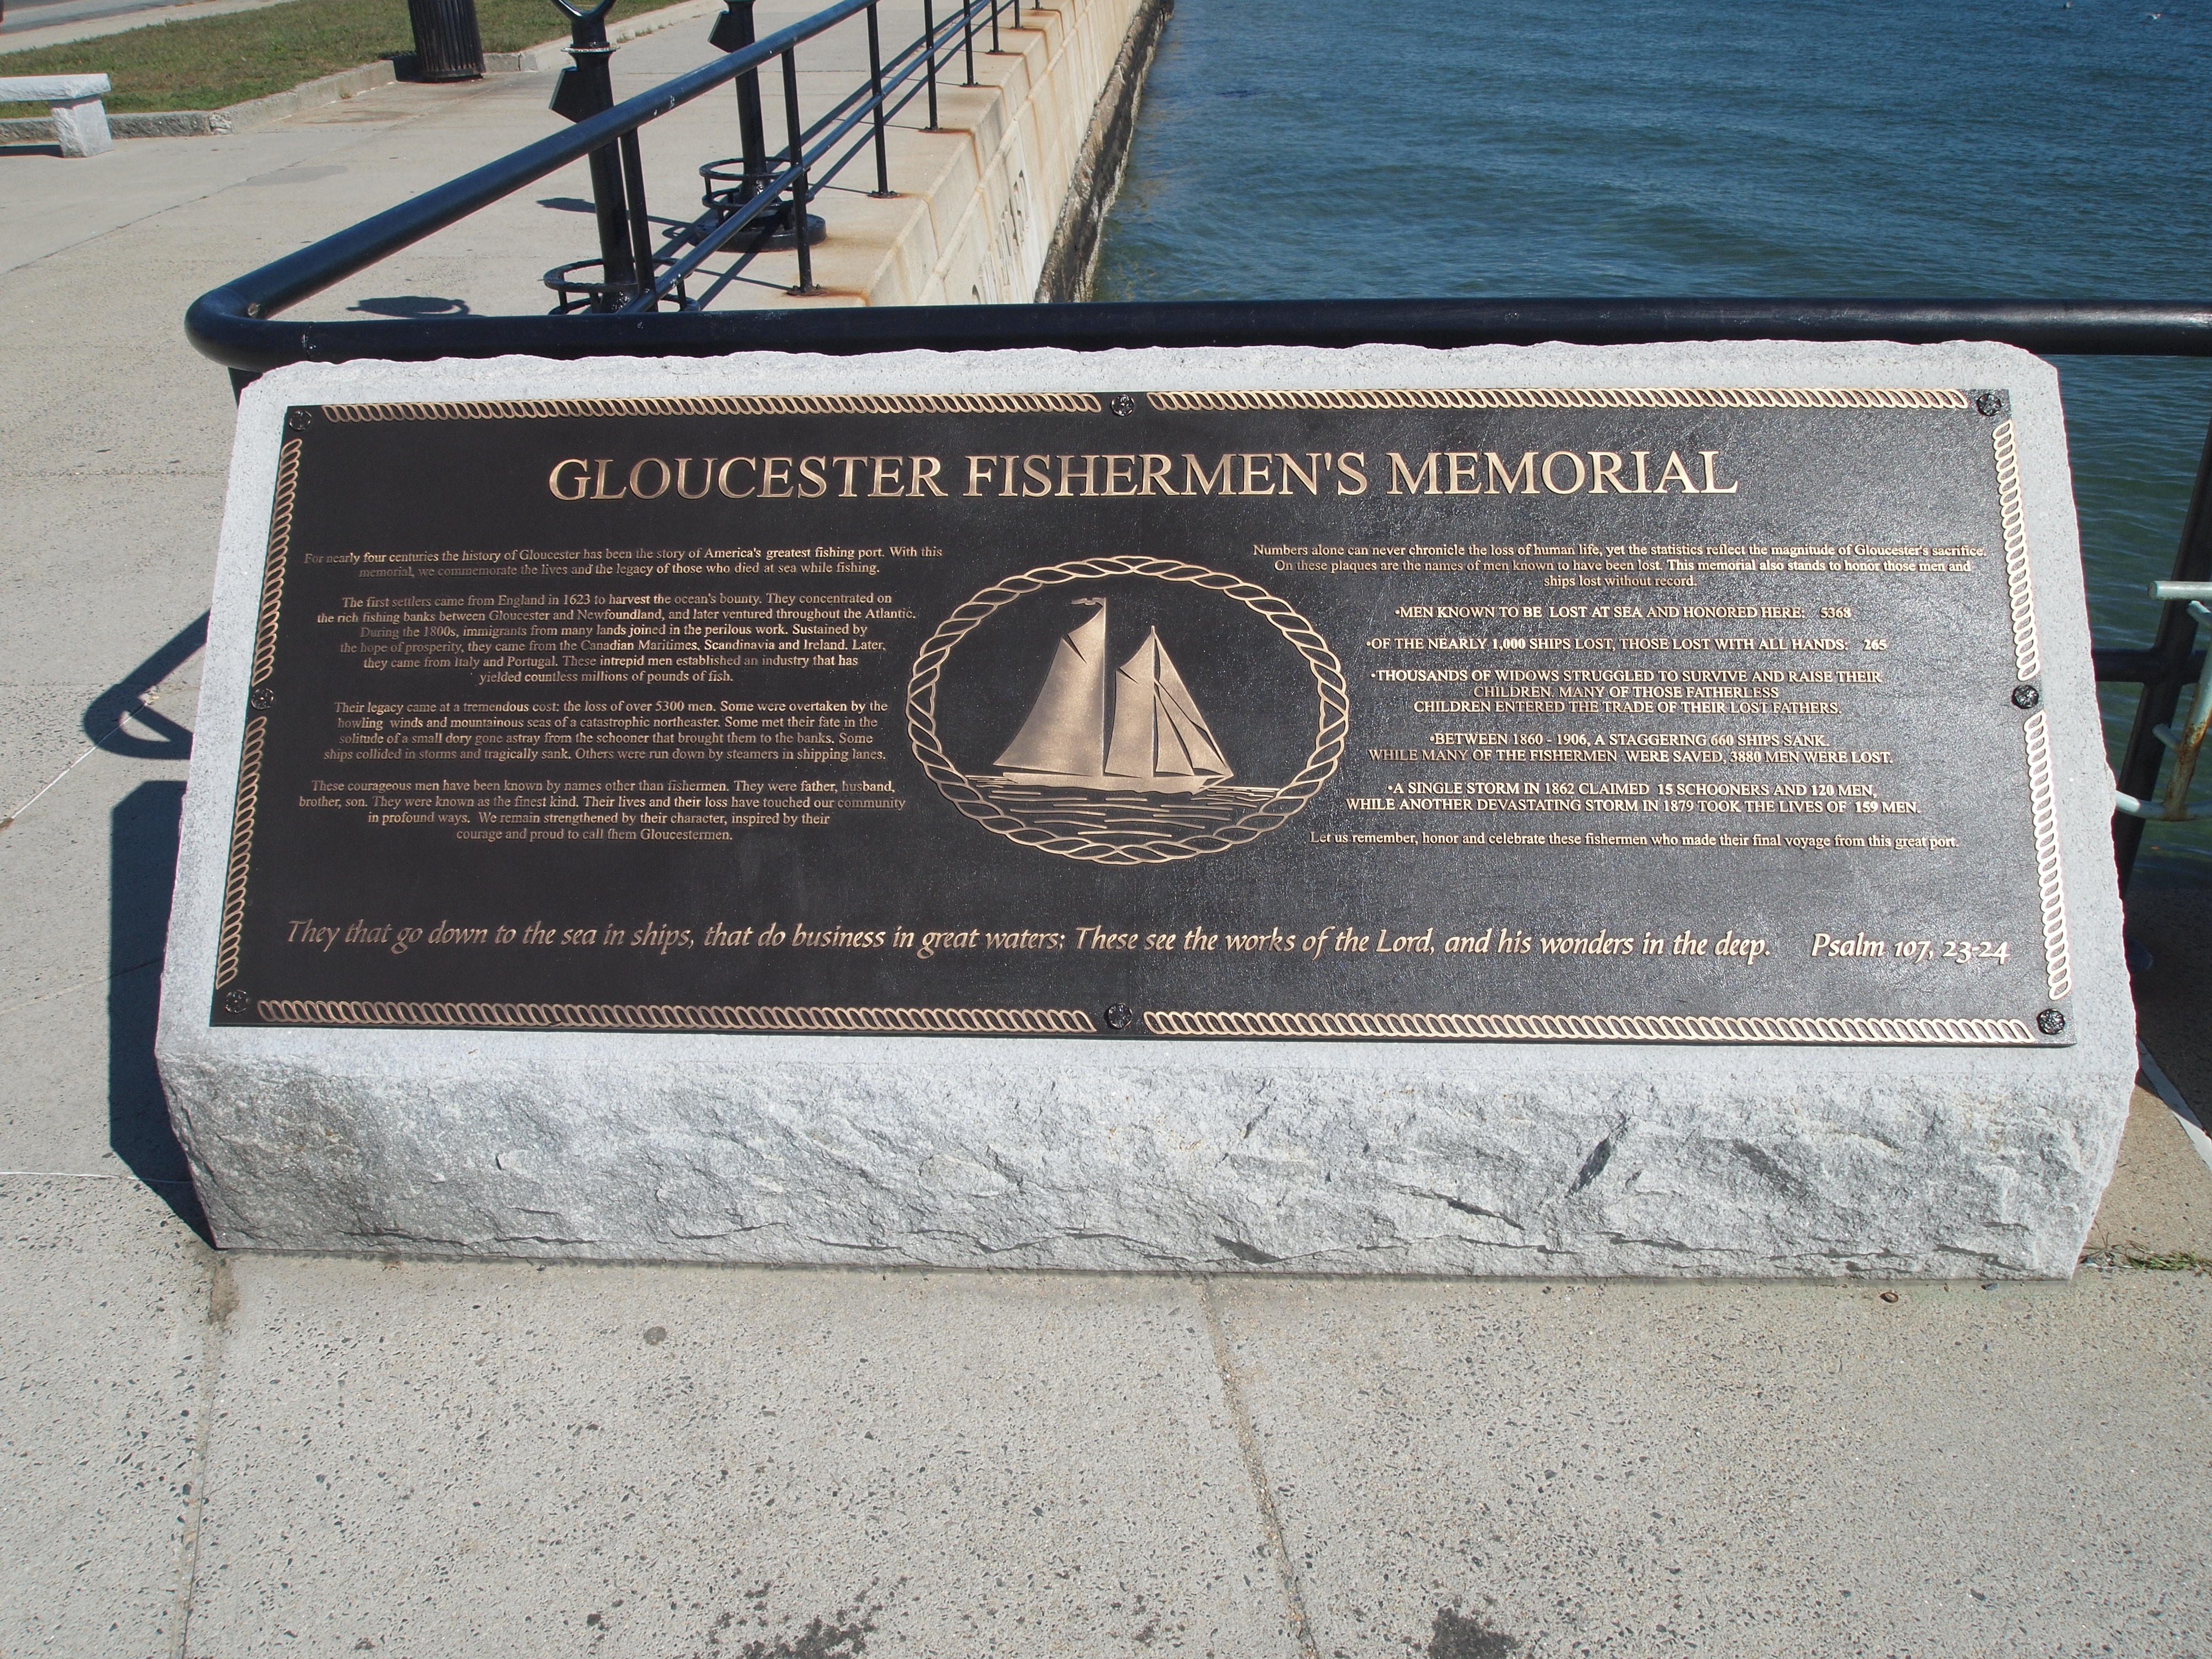 GLOUCESTER FISHERMEN'S MEMORIAL
For nearly four centuries the history of Gloucester has been the story of America's greatest fishing port. With this
memorial, we commemorate the lives and the legacy of those who died at sea while fishing.
The first settlers came from England in 1623 to harvest the ocean's bounty. They concentrated on
the rich fishing banks between Gloucester and Newfoundland, and later ventured throughout the Atlantic.
During the 1800s, immigrants from many lands joined in the perilous work. Sustained by
the hope of prosperity, they came from the Canadian Maritimes, Scandinavia and Ireland. Later,
they came from Italy and Portugal. These intrepid men established an industry that has
yielded countless millions of pounds of fish.
Their legacy came at a tremendous cost: the loss of over 5300 men. Some were overtaken by the
howling winds and mountainous seas of a catastrophic northeaster. Some met their fate in the
solitude of a small dory gone astray from the schooner that brought them to the banks. Some
ships collided in storms and tragically sank. Others were run down by steamers in shipping lanes.
These courageous men have been known by names other than fishermen. They were father, husband,
brother, son. They were known as the finest kind. Their lives and their loss have touched our community
in profound ways. We remain strengthened by their character, inspired by their
courage and proud to call them Gloucestermen.
Numbers alone can never chronicle the loss of human life, yet the statistics reflect the magnitude of Gloucester's sacrifice.
On these plaques are the names of men known to have been lost. This memorial also stands to honor those men and
ships lost without record.
•MEN KNOWN TO BE LOST AT SEA AND HONORED HERE: 5368
•OF THE NEARLY 1,000 SHIPS LOST, THOSE LOST WITH ALL HANDS: 265
•THOUSANDS OF WIDOWS STRUGGLED TO SURVIVE AND RAISE THEIR
CHILDREN. MANY OF THOSE FATHERLESS
CHILDREN ENTERED THE TRADE OF THEIR LOST FATHERS.
•BETWEEN 1860 - 1906, A STAGGERING 660 SHIPS SANK.
WHILE MANY OF THE FISHERMEN WERE SAVED, 3880 MEN WERE LOST.
•A SINGLE STORM IN 1862 CLAIMED 15 SCHOONERS AND 120 MEN,
WHILE ANOTHER DEVASTATING STORM IN 1879 TOOK THE LIVES OF 159 MEN.
Let us remember, honor and celebrate these fishermen who made their final voyage from this great port.
They that go down to the sea in ships, that do business in great waters; These see the works of the Lord, and his wonders in the deep. Psalm 107, 23-24